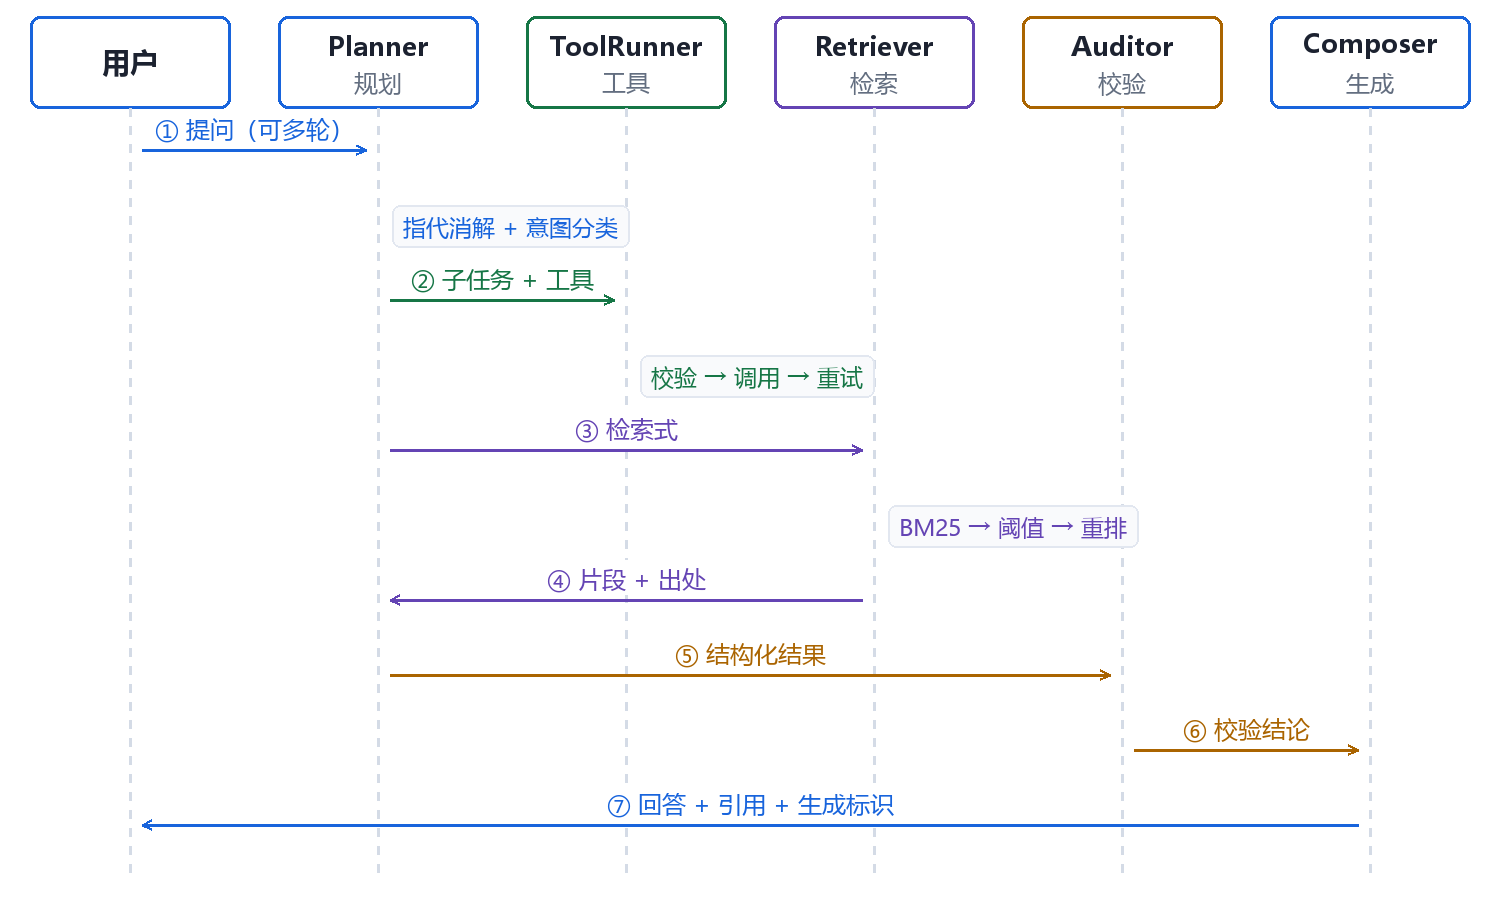 用户
Planner
规划
ToolRunner
工具
Retriever
检索
Auditor
校验
Composer
生成
① 提问（可多轮）
指代消解 + 意图分类
② 子任务 + 工具
校验 → 调用 → 重试
③ 检索式
BM25 → 阈值 → 重排
④ 片段 + 出处
⑤ 结构化结果
⑥ 校验结论
⑦ 回答 + 引用 + 生成标识